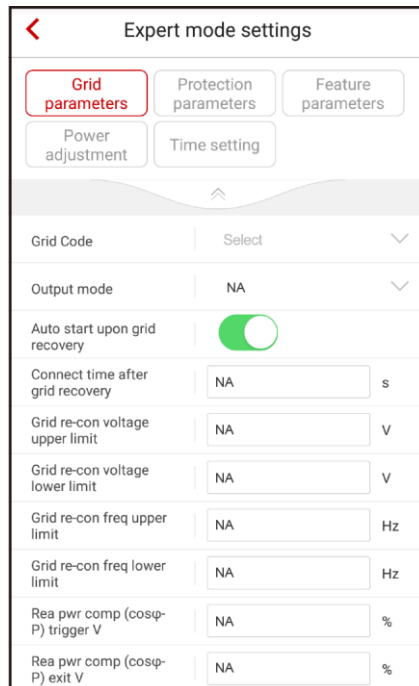 Expert mode settings
Grid
parameters
Protection
parameters
Feature
parameters
Power
adjustment
Time setting
Grid Code
Select
Output mode
NA
Auto start upon grid
recovery
Connect time after
grid recovery
NA
s
Grid re-con voltage
upper limit
NA
V
Grid re-con voltage
lower limit
NA
V
Grid re-con freq upper
limit
NA
Hz
Grid re-con freq lower
limit
NA
Hz
Rea pwr comp (cosφ-
P) trigger V
NA
%
Rea pwr comp (cosφ-
P) exit V
NA
%